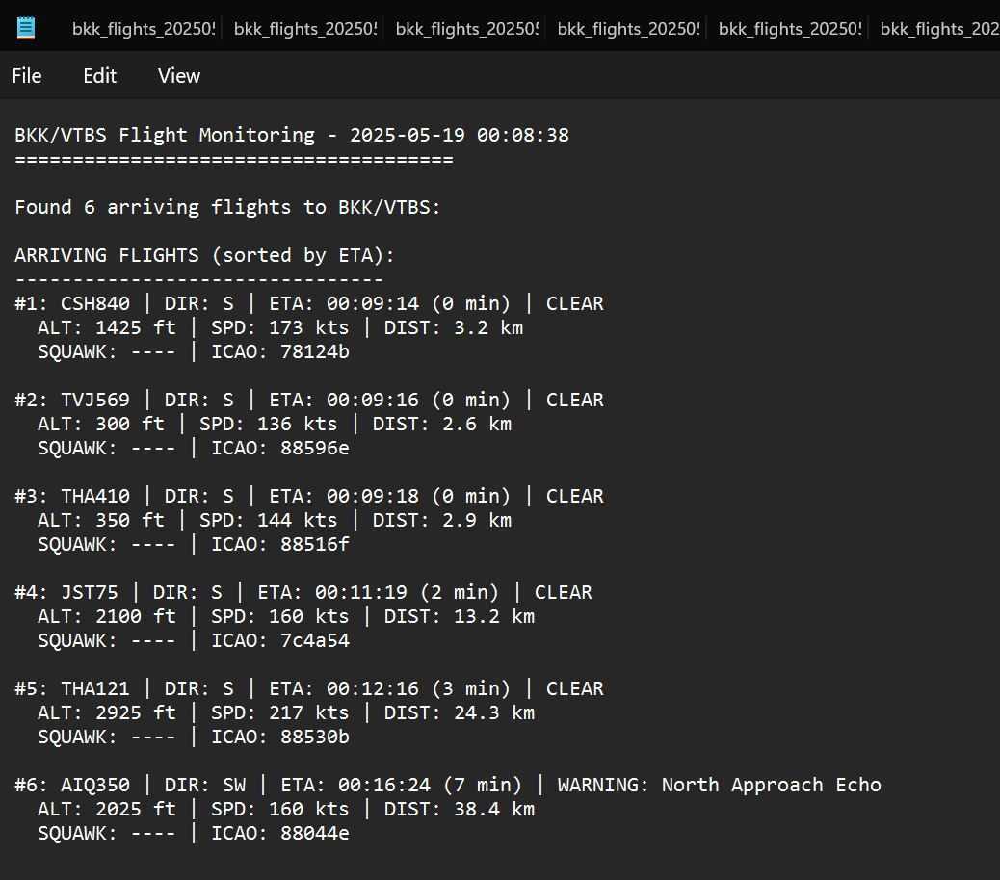 bkk_flights_20250! bkk_flights_20250! bkk_flights_20250! bkk_flights_20250! bkk_flights_20250! bkk_flights_202
File Edit View
BKK/VTBS Flight Monitoring - 2025-05-19 00:08:38
======================================
Found 6 arriving flights to BKK/VTBS:
ARRIVING FLIGHTS (sorted by ETA):
--------------------------------
#1: CSH840 | DIR: S | ETA: 00:09:14 (0 min) | CLEAR
ALT: 1425 ft | SPD: 173 kts | DIST: 3.2 km
SQUAWK: ---- | ICAO: 78124b
#2: TVJ569 | DIR: S | ETA: 00:09:16 (0 min) | CLEAR
ALT: 300 ft | SPD: 136 kts | DIST: 2.6 km
SQUAWK: ---- | ICAO: 88596e
#3: THA410 | DIR: S | ETA: 00:09:18 (0 min) | CLEAR
ALT: 350 ft | SPD: 144 kts | DIST: 2.9 km
SQUAWK: ---- | ICAO: 88516f
#4: JST75 | DIR: S | ETA: 00:11:19 (2 min) | CLEAR
ALT: 2100 ft | SPD: 160 kts | DIST: 13.2 km
SQUAWK: ---- | ICAO: 7c4a54
#5: THA121 | DIR: S | ETA: 00:12:16 (3 min) | CLEAR
ALT: 2925 ft | SPD: 217 kts | DIST: 24.3 km
SQUAWK: ---- | ICAO: 88530b
#6: AIQ350 | DIR: SW | ETA: 00:16:24 (7 min) | WARNING: North Approach Echo
ALT: 2025 ft | SPD: 160 kts | DIST: 38.4 km
SQUAWK: ---- | ICAO: 88044e